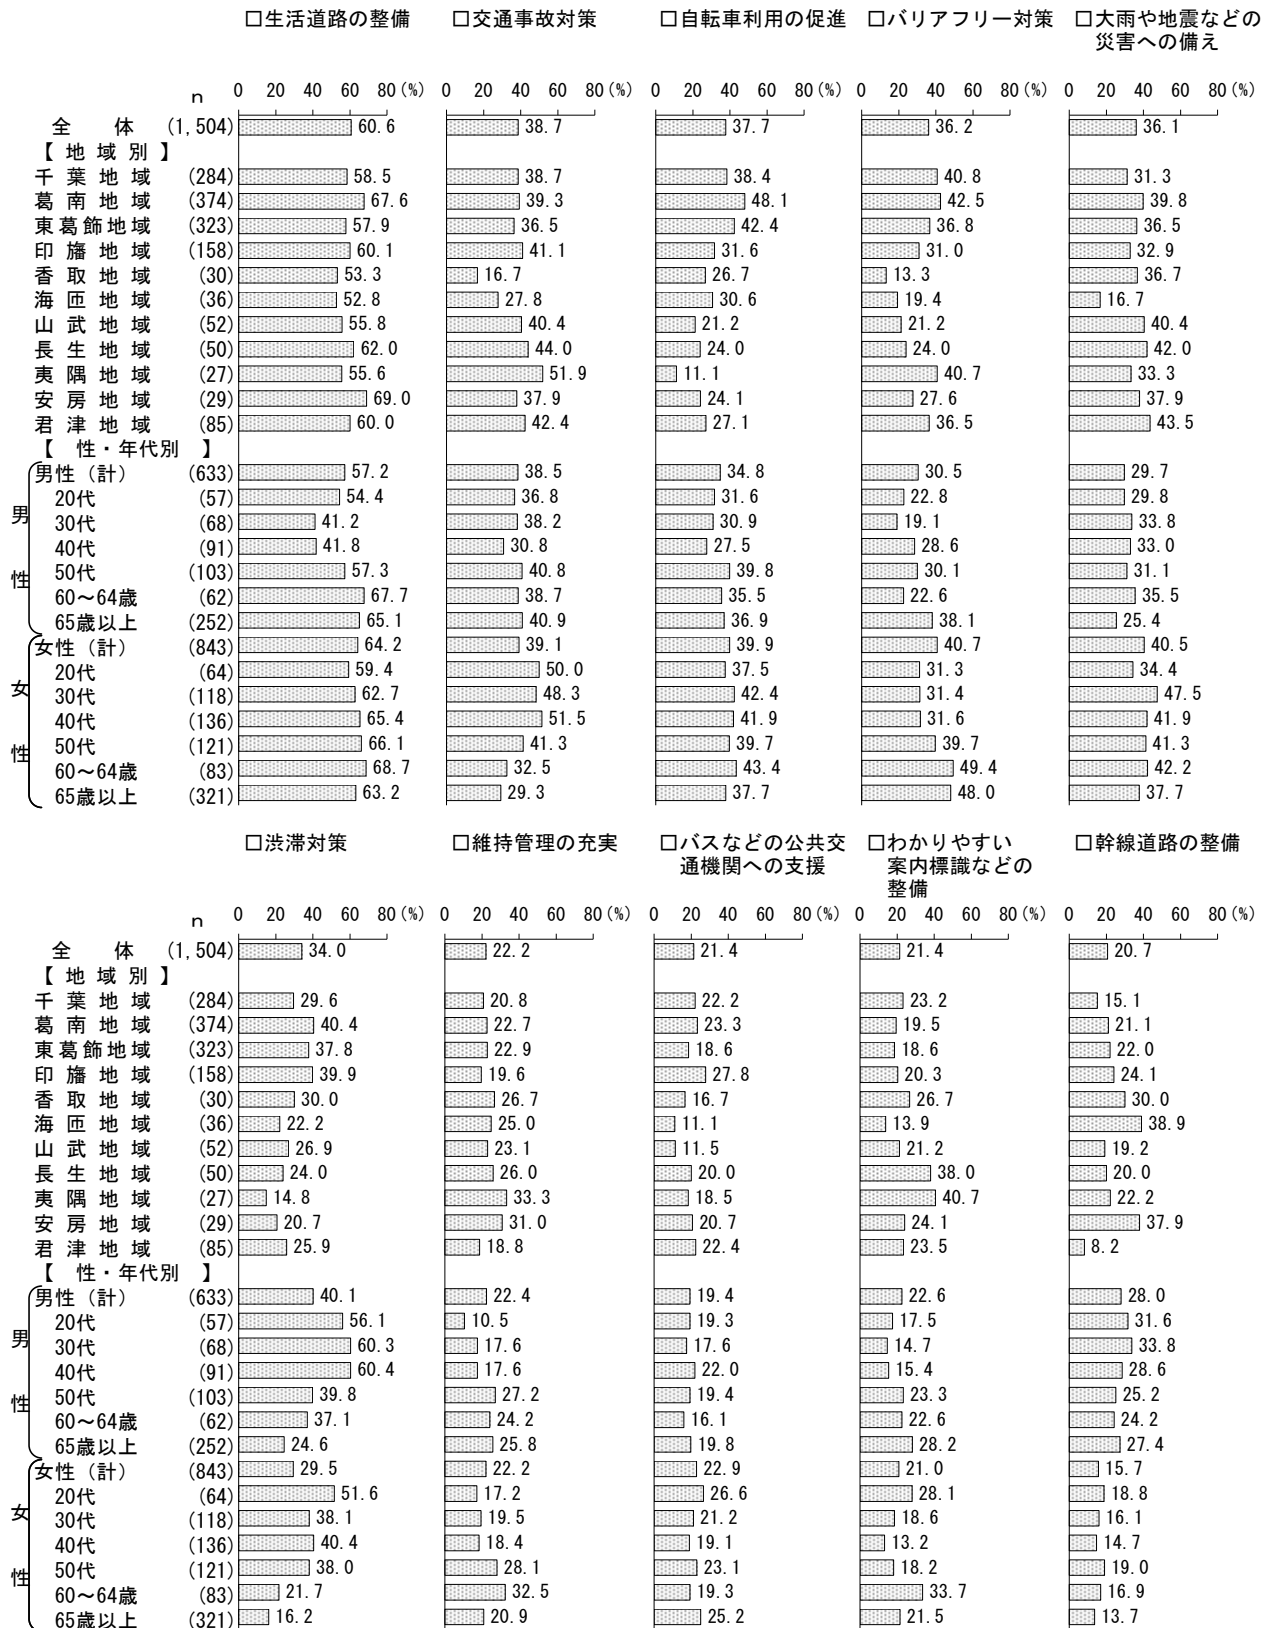 □生活道路の整備 □交通事故対策 □自転車利用の促進 □バリアフリー対策 □大雨や地震などの
災害への備え
n 0 20 40 60 80(%) 0 20 40 60 80(%) 0 20 40 60 80(%) 0 20 40 60 80(%) 0 20 40 60 80(%)
全 体 (1,504) 60.6 38.7 37.7 36.2 36.1
【地域別】
千葉地域 (284) 58.5 38.7 38.4 40.8 31.3
葛南地域 (374) 67.6 39.3 48.1 42.5 39.8
東葛飾地域 (323) 57.9 36.5 42.4 36.8 36.5
印旛地域 (158) 60.1 41.1 31.6 31.0 32.9
香取地域 (30) 53.3 16.7 26.7 13.3 36.7
海匝地域 (36) 52.8 27.8 30.6 19.4 16.7
山武地域 (52) 55.8 40.4 21.2 21.2 40.4
長生地域 (50) 62.0 44.0 24.0 24.0 42.0
夷隅地域 (27) 55.6 51.9 11.1 40.7 33.3
安房地域 (29) 69.0 37.9 24.1 27.6 37.9
君津地域 (85) 60.0 42.4 27.1 36.5 43.5
【 性・年代別 】
男性（計） (633) 57.2 38.5 34.8 30.5 29.7
20代 (57) 54.4 36.8 31.6 22.8 29.8
男 30代 (68) 41.2 38.2 30.9 19.1 33.8
40代 (91) 41.8 30.8 27.5 28.6 33.0
性 50代 (103) 57.3 40.8 39.8 30.1 31.1
60～64歳 (62) 67.7 38.7 35.5 22.6 35.5
65歳以上 (252) 65.1 40.9 36.9 38.1 25.4
女性（計） (843) 64.2 39.1 39.9 40.7 40.5
20代 (64) 59.4 50.0 37.5 31.3 34.4
女 30代 (118) 62.7 48.3 42.4 31.4 47.5
40代 (136) 65.4 51.5 41.9 31.6 41.9
性 50代 (121) 66.1 41.3 39.7 39.7 41.3
60～64歳 (83) 68.7 32.5 43.4 49.4 42.2
65歳以上 (321) 63.2 29.3 37.7 48.0 37.7
□渋滞対策 □維持管理の充実 □バスなどの公共交 □わかりやすい □幹線道路の整備
通機関への支援 案内標識などの
整備
n 0 20 40 60 80(%) 0 20 40 60 80(%) 0 20 40 60 80(%) 0 20 40 60 80(%) 0 20 40 60 80(%)
全 体 (1,504) 34.0 22.2 21.4 21.4 20.7
【地域別】
千葉地域 (284) 29.6 20.8 22.2 23.2 15.1
葛南地域 (374) 40.4 22.7 23.3 19.5 21.1
東葛飾地域 (323) 37.8 22.9 18.6 18.6 22.0
印旛地域 (158) 39.9 19.6 27.8 20.3 24.1
香取地域 (30) 30.0 26.7 16.7 26.7 30.0
海匝地域 (36) 22.2 25.0 11.1 13.9 38.9
山武地域 (52) 26.9 23.1 11.5 21.2 19.2
長生地域 (50) 24.0 26.0 20.0 38.0 20.0
夷隅地域 (27) 14.8 33.3 18.5 40.7 22.2
安房地域 (29) 20.7 31.0 20.7 24.1 37.9
君津地域 (85) 25.9 18.8 22.4 23.5 8.2
【 性・年代別 】
男性（計） (633) 40.1 22.4 19.4 22.6 28.0
20代 (57) 56.1 10.5 19.3 17.5 31.6
男 30代 (68) 60.3 17.6 17.6 14.7 33.8
40代 (91) 60.4 17.6 22.0 15.4 28.6
性 50代 (103) 39.8 27.2 19.4 23.3 25.2
60～64歳 (62) 37.1 24.2 16.1 22.6 24.2
65歳以上 (252) 24.6 25.8 19.8 28.2 27.4
女性（計） (843) 29.5 22.2 22.9 21.0 15.7
20代 (64) 51.6 17.2 26.6 28.1 18.8
女 30代 (118) 38.1 19.5 21.2 18.6 16.1
40代 (136) 40.4 18.4 19.1 13.2 14.7
性 50代 (121) 38.0 28.1 23.1 18.2 19.0
60～64歳 (83) 21.7 32.5 19.3 33.7 16.9
65歳以上 (321) 16.2 20.9 25.2 21.5 13.7